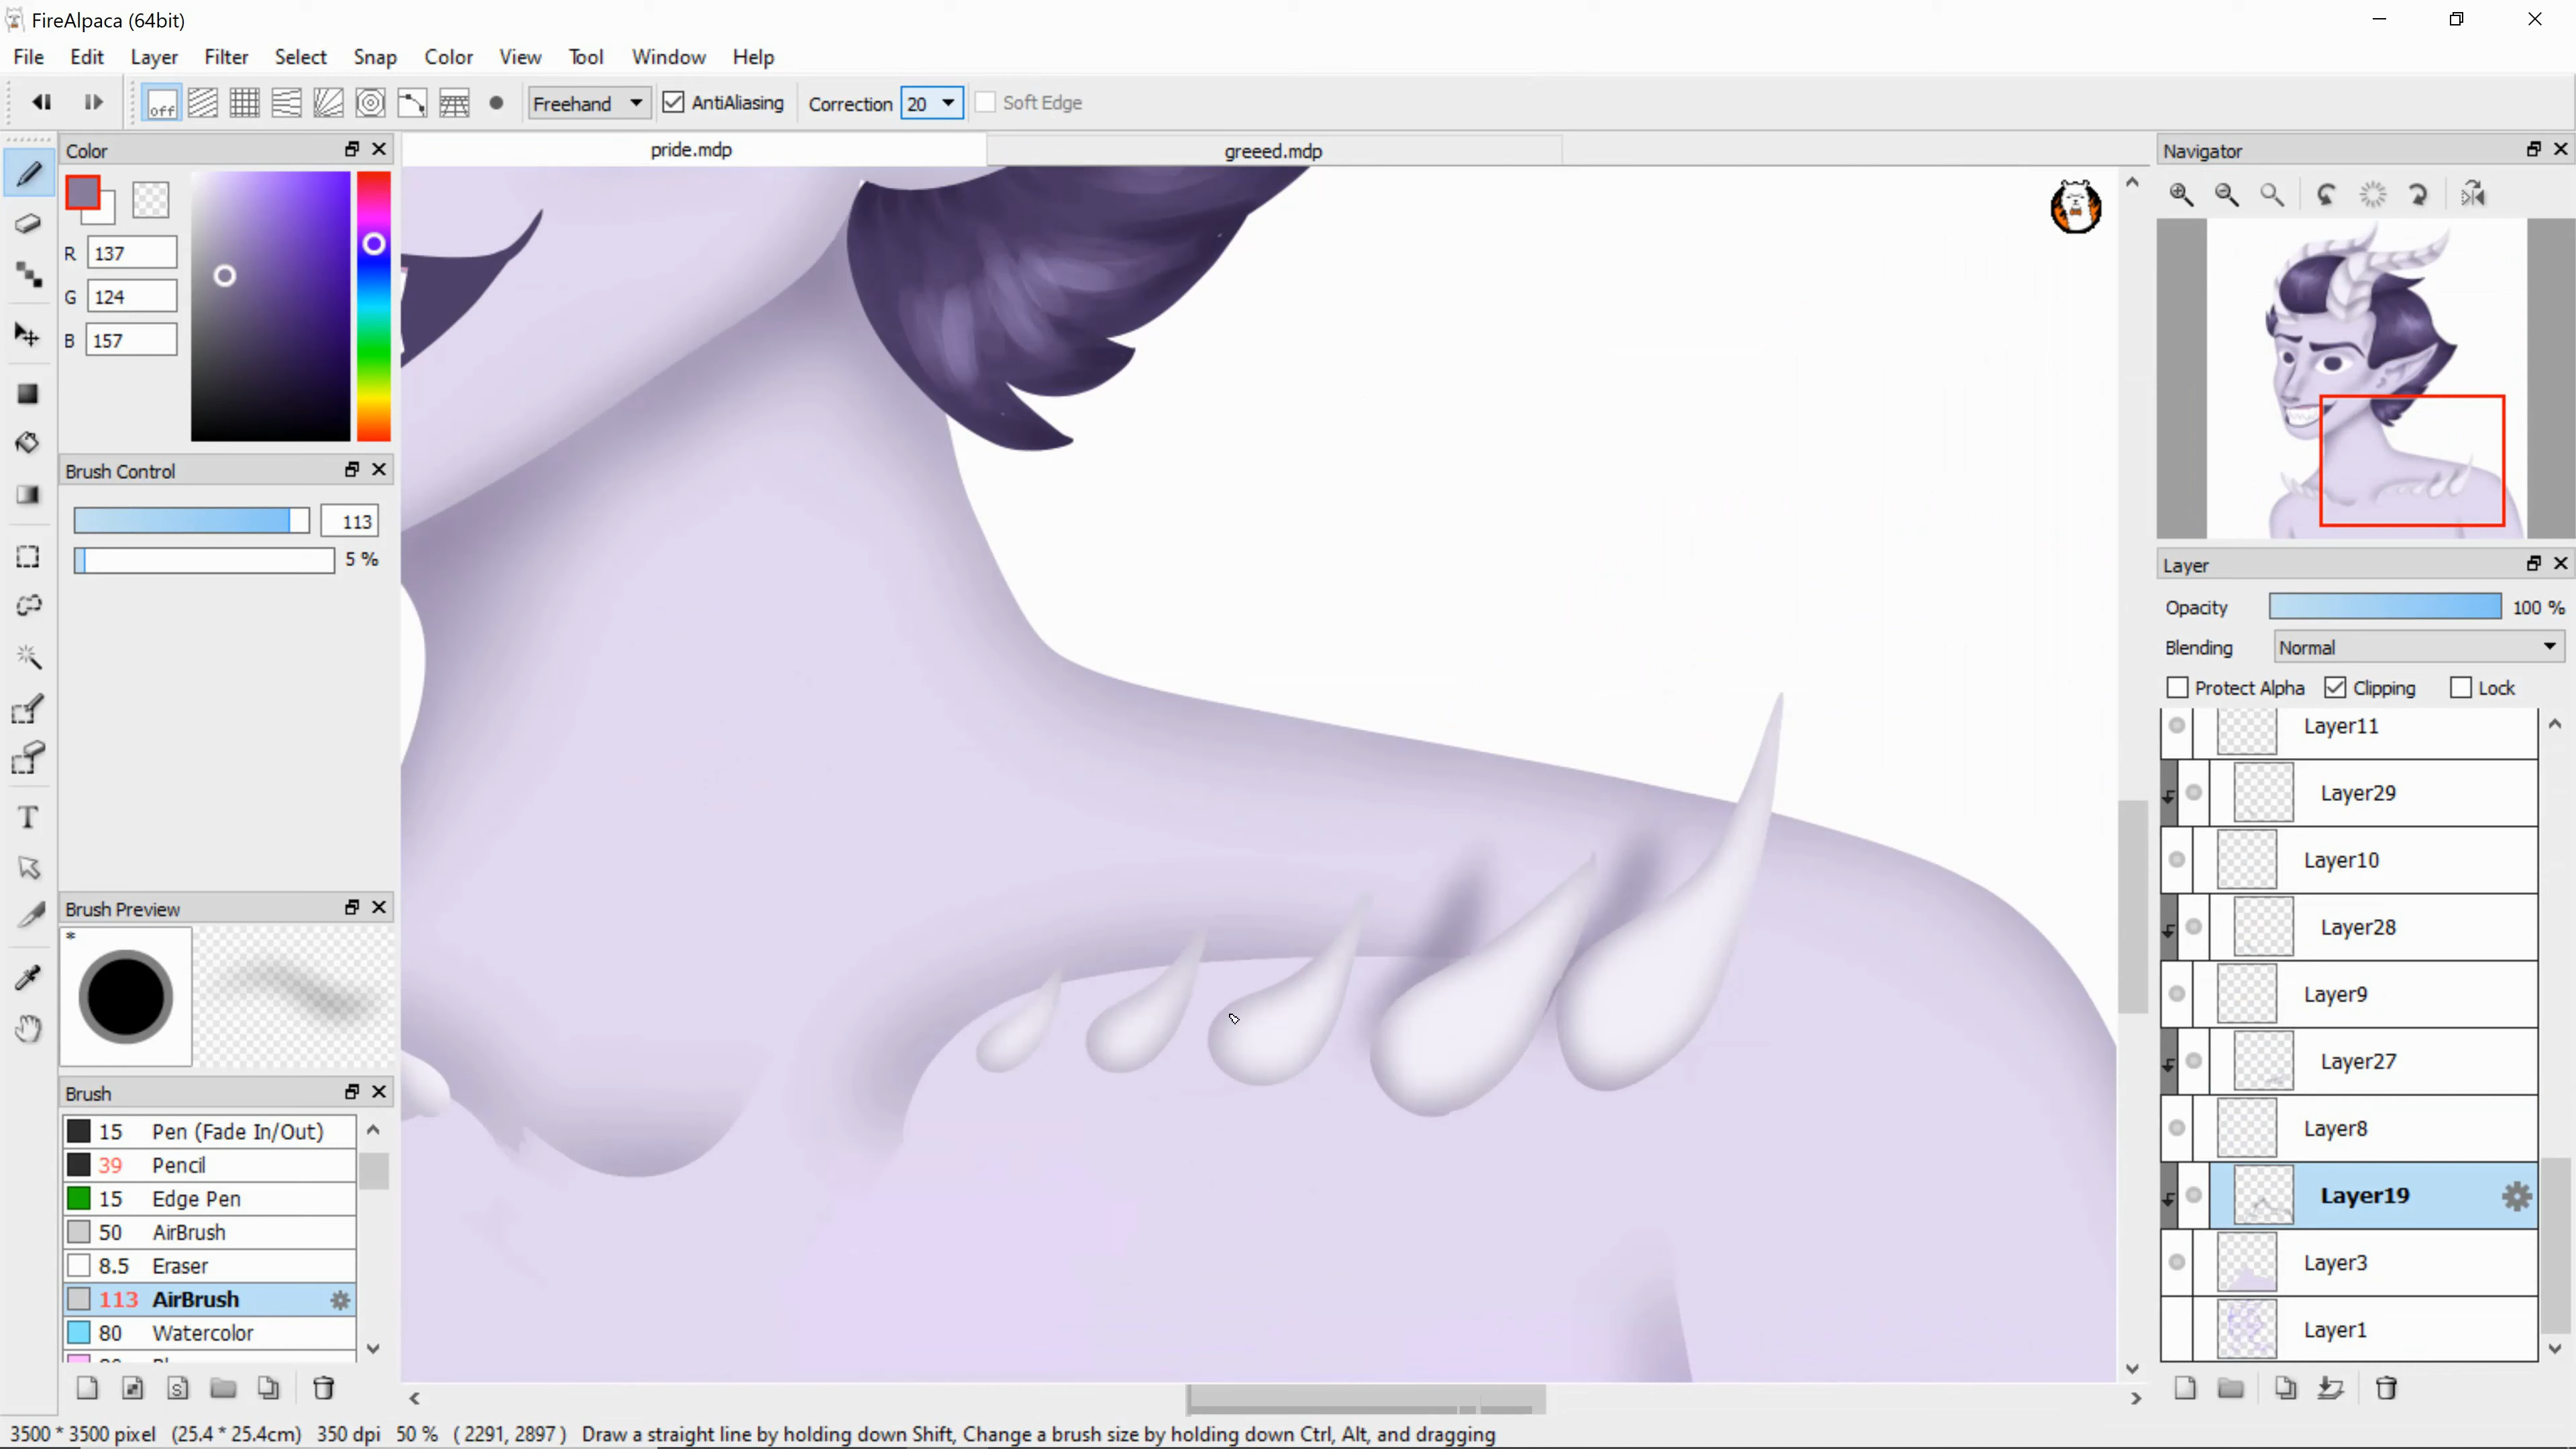 FireAlpaca (64bit)
File Edit Layer Filter Select Snap Color View Tool Window Help
off Freehand AntiAliasing Correction 20 Soft Edge
Color
R 137
G 124
B 157
Brush Control
113
5 %
Brush Preview
*
Brush
15 Pen (Fade In/Out)
39 Pencil
15 Edge Pen
50 AirBrush
8.5 Eraser
113 AirBrush
80 Watercolor
pride.mdp greeed.mdp
Navigator
Layer
Opacity 100 %
Blending Normal
Protect Alpha Clipping Lock
Layer11
Layer29
Layer10
Layer28
Layer9
Layer27
Layer8
Layer19
Layer3
Layer1
3500 * 3500 pixel (25.4 * 25.4cm) 350 dpi 50 % ( 2291, 2897 ) Draw a straight line by holding down Shift, Change a brush size by holding down Ctrl, Alt, and dragging